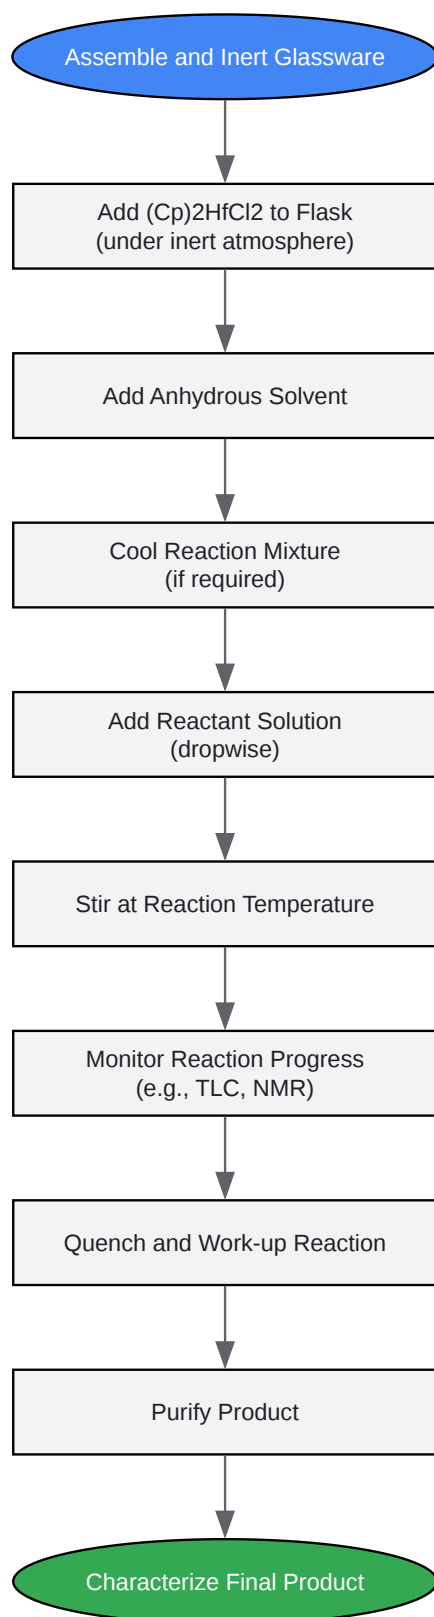 Assemble and Inert Glassware
Add (Cp)2HfCl2 to Flask
(under inert atmosphere)
Add Anhydrous Solvent
Cool Reaction Mixture
(if required)
Add Reactant Solution
(dropwise)
Stir at Reaction Temperature
Monitor Reaction Progress
(e.g., TLC, NMR)
Quench and Work-up Reaction
Purify Product
Characterize Final Product